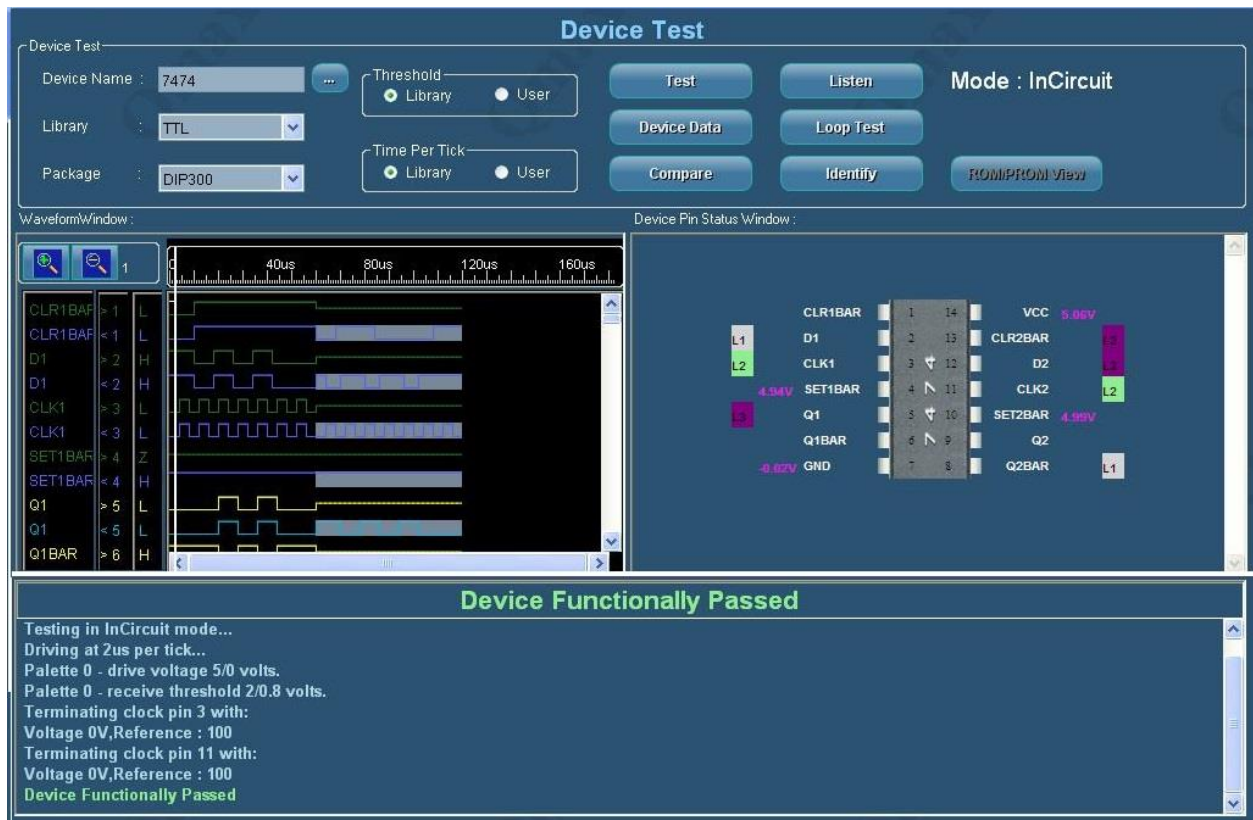 Device Test
Device Test
Device Name : 7474 ...
Library : TTL
Package : DIP300
Threshold
Library User
Time Per Tick
Library User
Test Listen Mode : InCircuit
Device Data Loop Test
Compare Identify ROM/PROM View
WaveformWindow :
1
0 40us 80us 120us 160us
CLR1BAR > 1 L
CLR1BAR < 1 L
D1 > 2 H
D1 < 2 H
CLK1 > 3 L
CLK1 < 3 L
SET1BAR > 4 Z
SET1BAR < 4 H
Q1 > 5 L
Q1 < 5 L
Q1BAR > 6 H
Device Pin Status Window :
CLR1BAR 1 14 VCC 5.06V
L1 D1 2 13 CLR2BAR L3
L2 CLK1 3 12 D2 L3
4.94V SET1BAR 4 11 CLK2 L2
L3 Q1 5 10 SET2BAR 4.99V
Q1BAR 6 9 Q2
-0.02V GND 7 8 Q2BAR L1
7474
Device Functionally Passed
Testing in InCircuit mode...
Driving at 2us per tick...
Palette 0 - drive voltage 5/0 volts.
Palette 0 - receive threshold 2/0.8 volts.
Terminating clock pin 3 with:
Voltage 0V,Reference : 100
Terminating clock pin 11 with:
Voltage 0V,Reference : 100
Device Functionally Passed